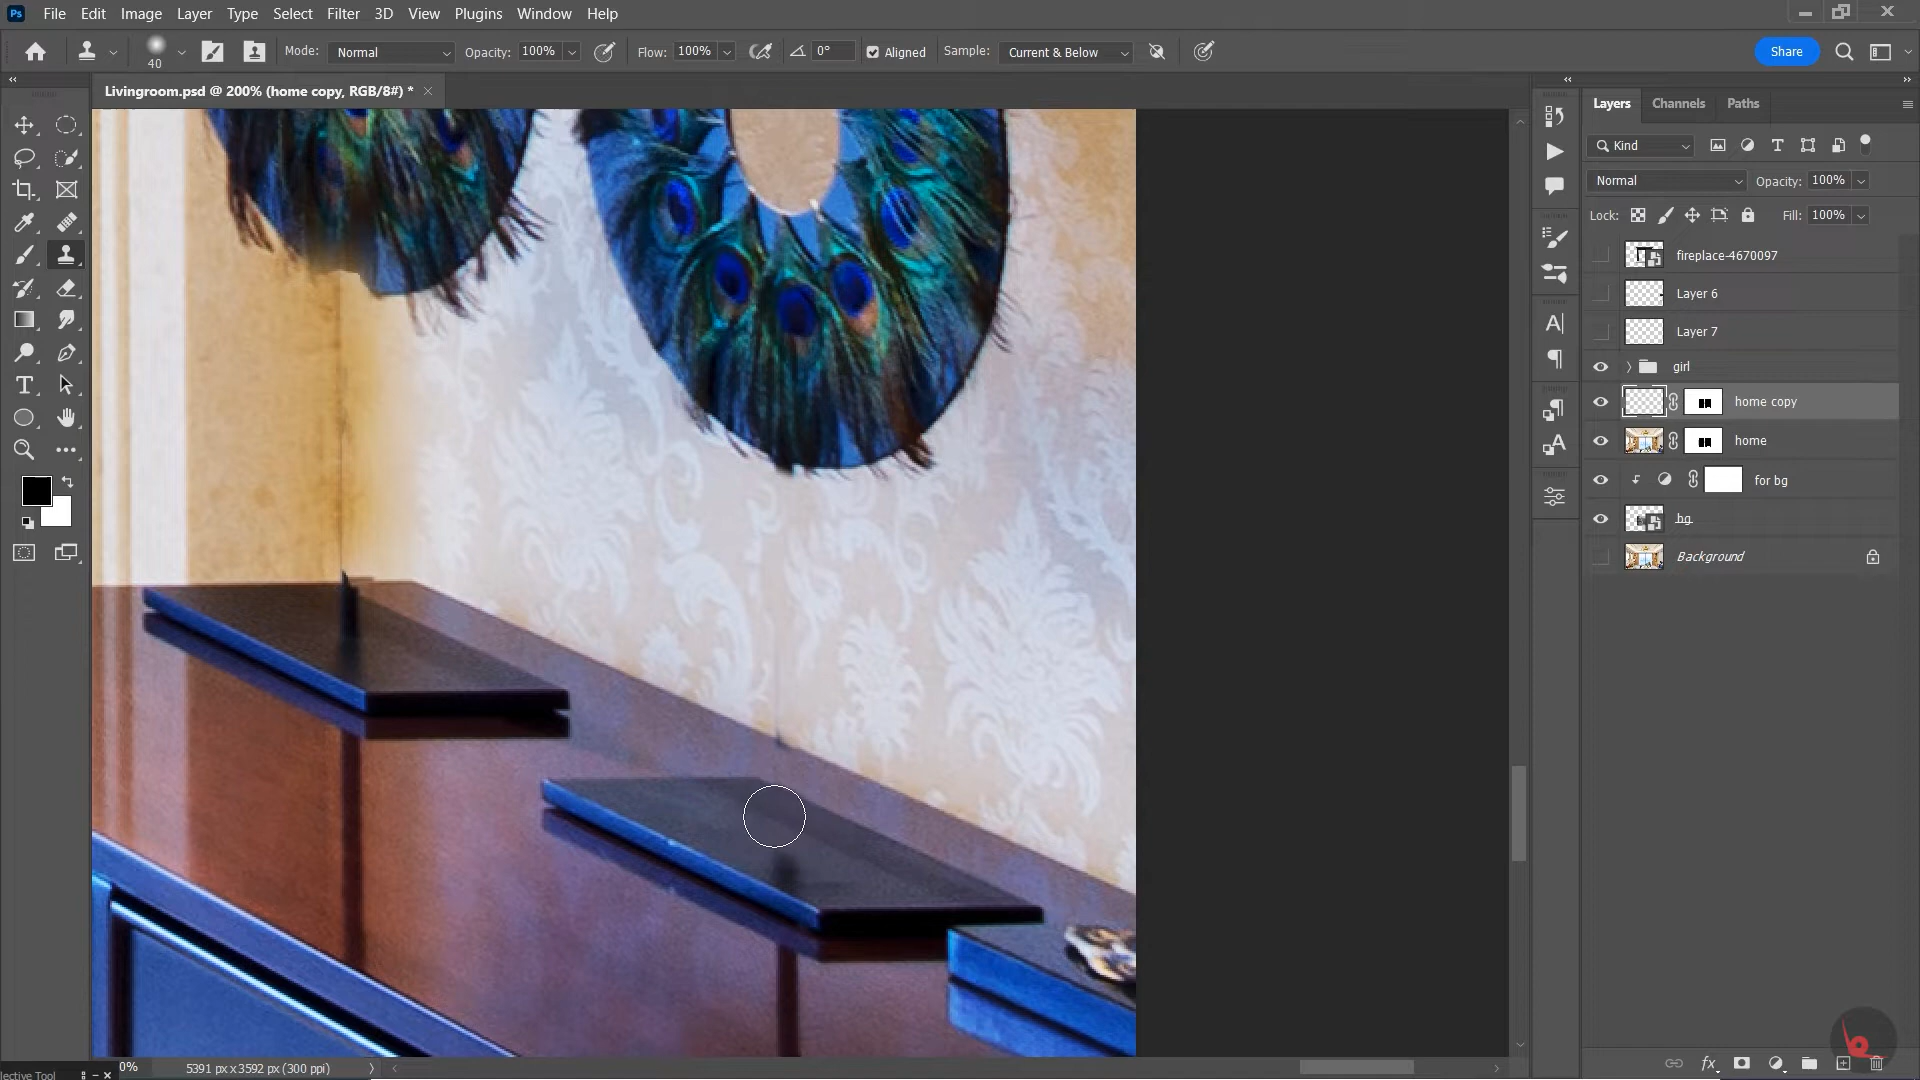 Ps File Edit Image Layer Type Select Filter 3D View Plugins Window Help
40 Mode: Normal Opacity: 100% Flow: 100% 0° Aligned Sample: Current & Below Share
Livingroom.psd @ 200% (home copy, RGB/8#) *
Layers Channels Paths
Kind
Normal Opacity: 100%
Lock: Fill: 100%
fireplace-4670097
Layer 6
Layer 7
girl
home copy
home
for bg
bg
Background
0% 5391 px x 3592 px (300 ppi)
lective Tool